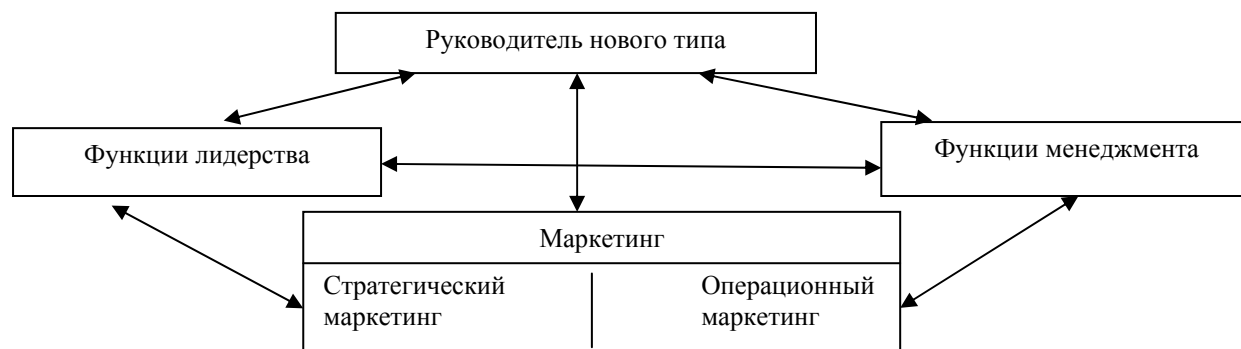 Руководитель нового типа
Функции лидерства
Функции менеджмента
Маркетинг
Стратегический
маркетинг
Операционный
маркетинг